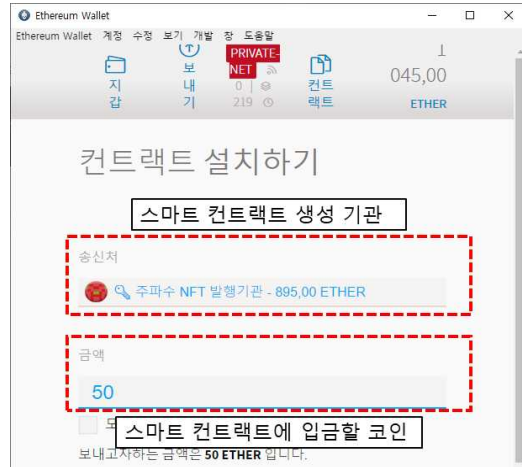 Ethereum Wallet
Ethereum Wallet 계정 수정 보기 개발 창 도움말
지갑
보내기
PRIVATE-NET
0
219
컨트랙트
045,00
ETHER
컨트랙트 설치하기
스마트 컨트랙트 생성 기관
송신처
주파수 NFT 발행기관 - 895,00 ETHER
금액
50
스마트 컨트랙트에 입금할 코인
보내고자하는 금액은 50 ETHER 입니다.